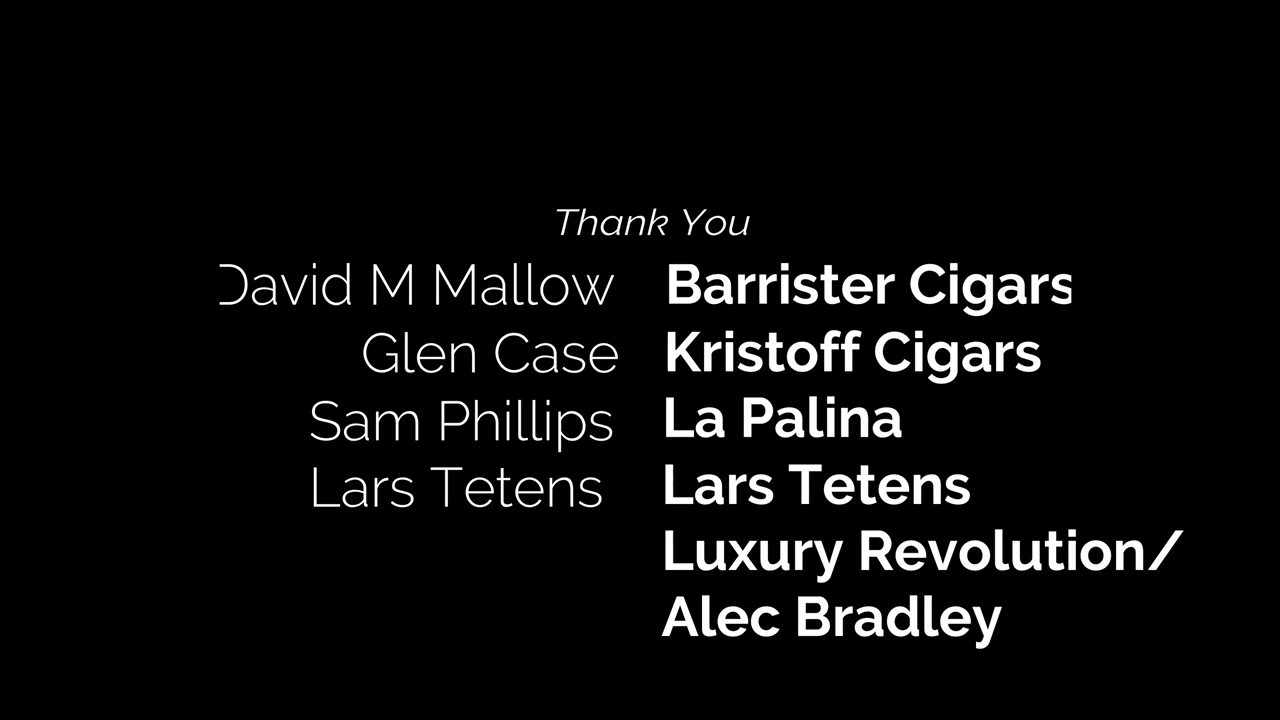 Thank You
David M Mallow Barrister Cigars
Glen Case Kristoff Cigars
Sam Phillips La Palina
Lars Tetens Lars Tetens
Luxury Revolution/
Alec Bradley